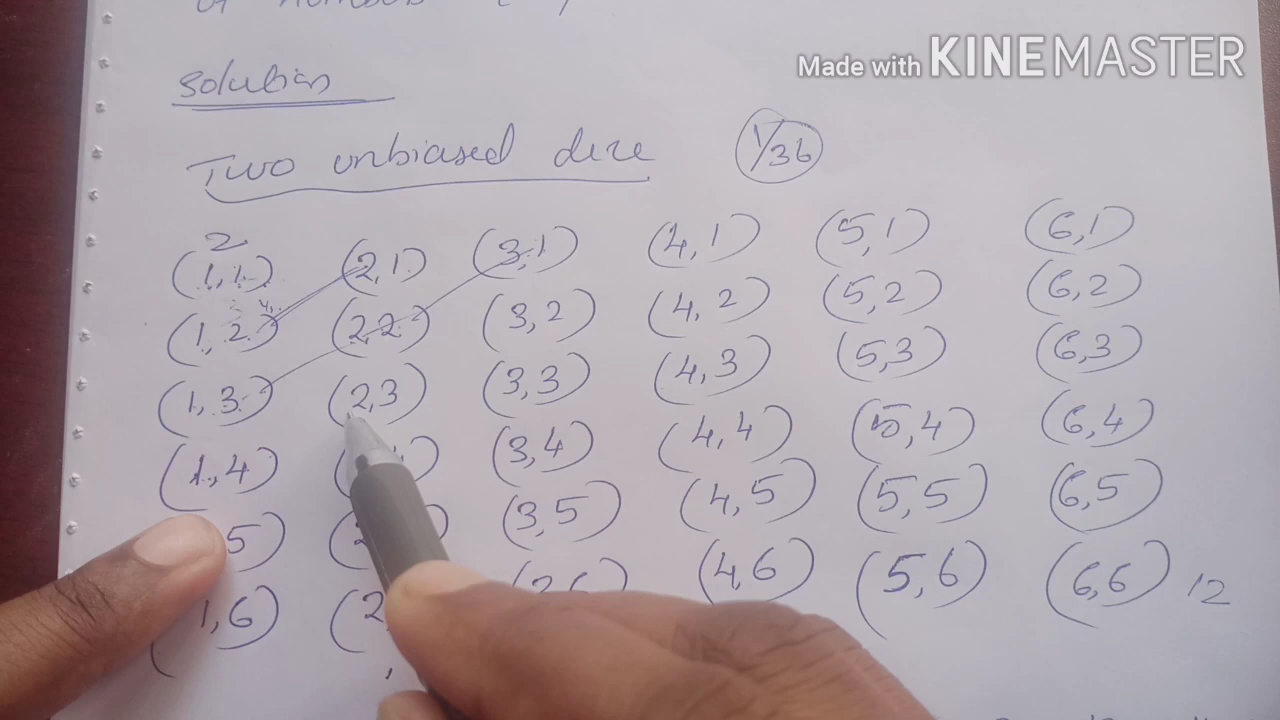 Made with KINEMASTER
solution
Two unbiased dice 1/36
2
(1,1) (2,1) (3,1) (4,1) (5,1) (6,1)
(1,2) (2,2) (3,2) (4,2) (5,2) (6,2)
(1,3) (2,3) (3,3) (4,3) (5,3) (6,3)
(1,4) (3,4) (4,4) (5,4) (6,4)
5) (3,5) (4,5) (5,5) (6,5)
1,6) (2, (4,6) (5,6) (6,6) 12